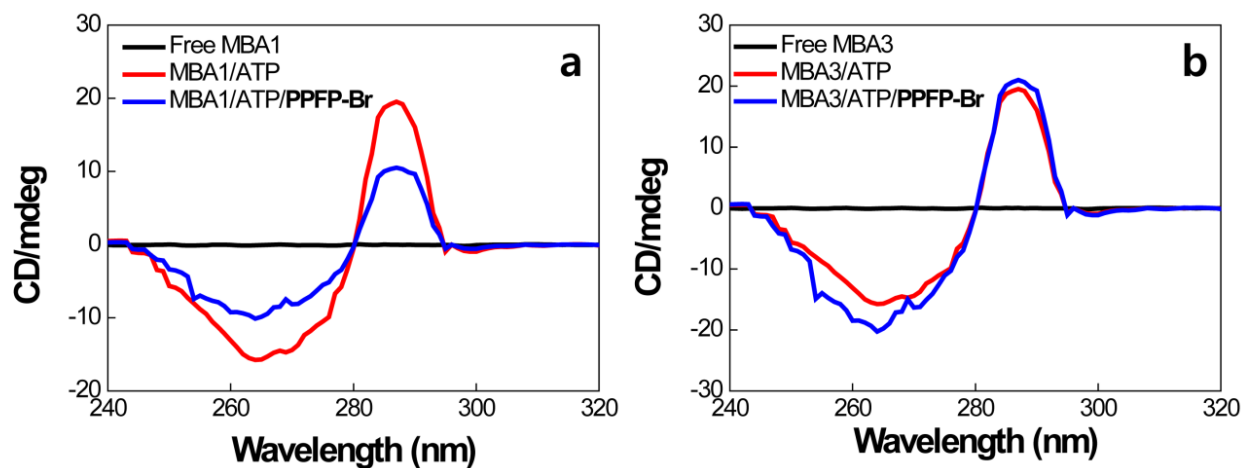 a
Free MBA1
MBA1/ATP
MBA1/ATP/PPFP-Br
CD/mdeg
30
20
10
0
-10
-20
240 260 280 300 320
Wavelength (nm)
b
Free MBA3
MBA3/ATP
MBA3/ATP/PPFP-Br
CD/mdeg
30
20
10
0
-10
-20
-30
240 260 280 300 320
Wavelength (nm)